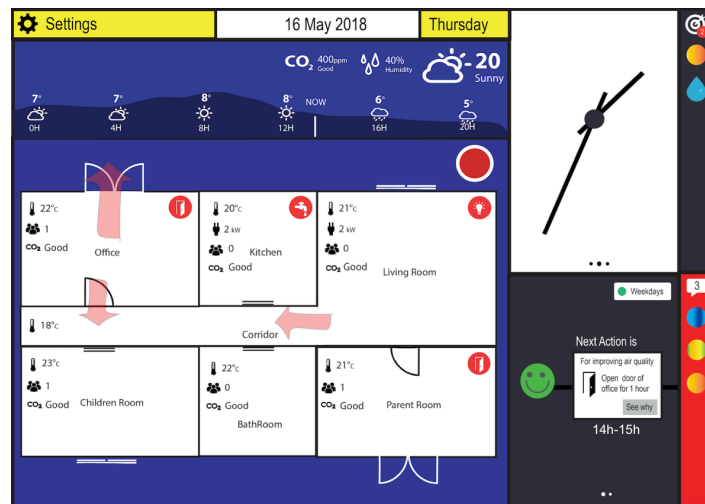 Settings
16 May 2018
Thursday
2
CO₂ 400ppm Good
40% Humidity
-20
Sunny
7° 7° 8° 8° NOW 6° 5°
0H 4H 8H 12H 16H 20H
22°c
1
CO₂ Good
Office
20°c
2 kW
0
Kitchen
CO₂ Good
21°c
2 kW
0
CO₂ Good
Living Room
18°c
Corridor
23°c
1
CO₂ Good
Children Room
22°c
0
CO₂ Good
BathRoom
21°c
1
CO₂ Good
Parent Room
Weekdays
3
Next Action is
For improving air quality
Open door of
office for 1 hour
See why
14h-15h